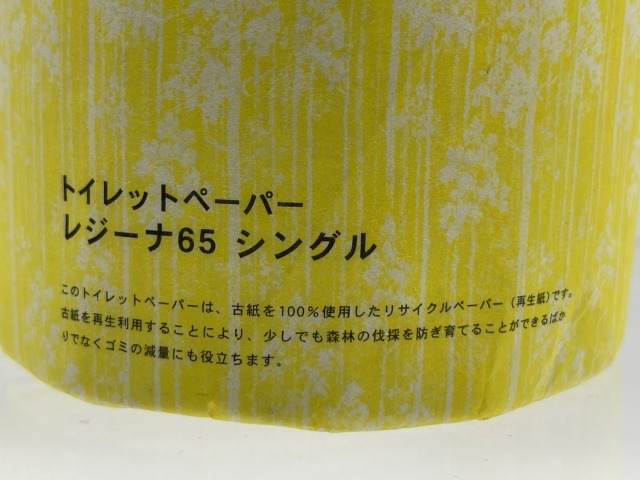 トイレットペーパー
レジーナ65 シングル
このトイレットペーパーは、古紙を100%使用したリサイクルペーパー(再生紙)です。
古紙を再生利用することにより、少しでも森林の伐採を防ぎ育てることができるばか
りでなくゴミの減量にも役立ちます。